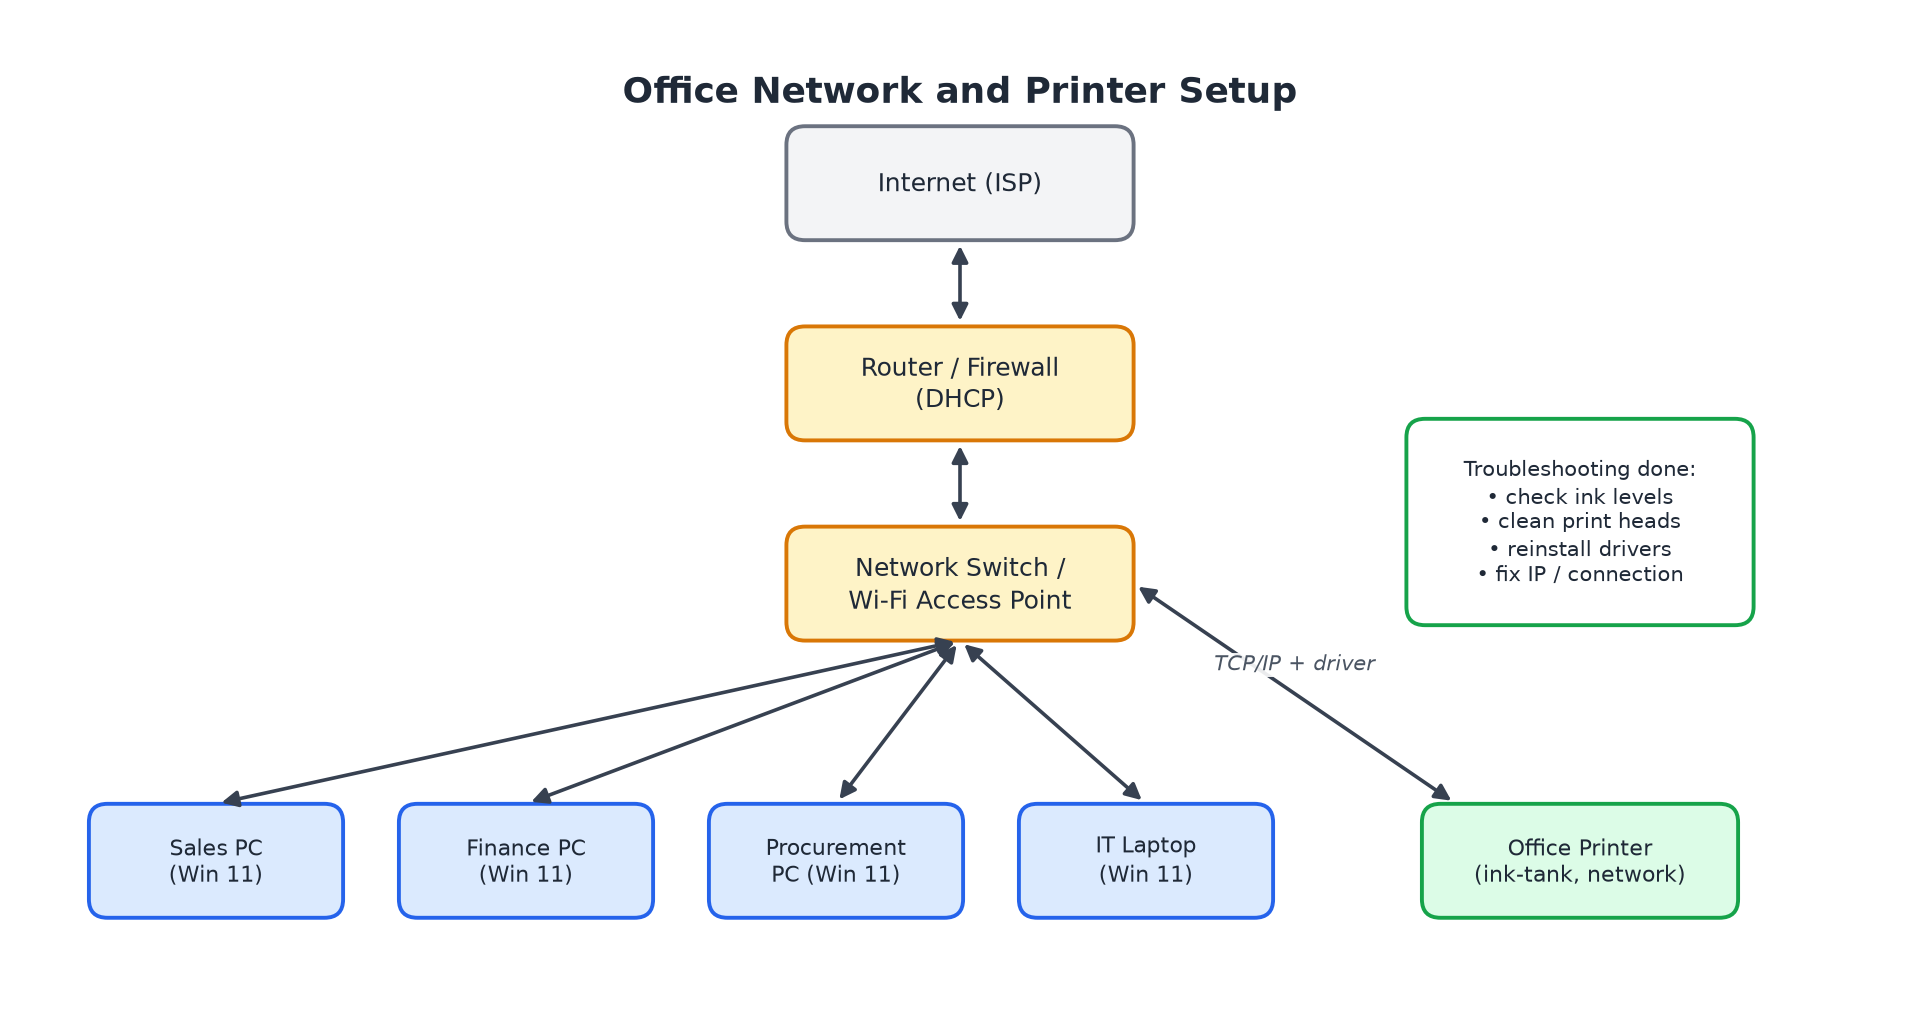 Office Network and Printer Setup
Internet (ISP)
Router / Firewall
(DHCP)
Network Switch /
Wi-Fi Access Point
Troubleshooting done:
• check ink levels
• clean print heads
• reinstall drivers
• fix IP / connection
TCP/IP + driver
Sales PC
(Win 11)
Finance PC
(Win 11)
Procurement
PC (Win 11)
IT Laptop
(Win 11)
Office Printer
(ink-tank, network)